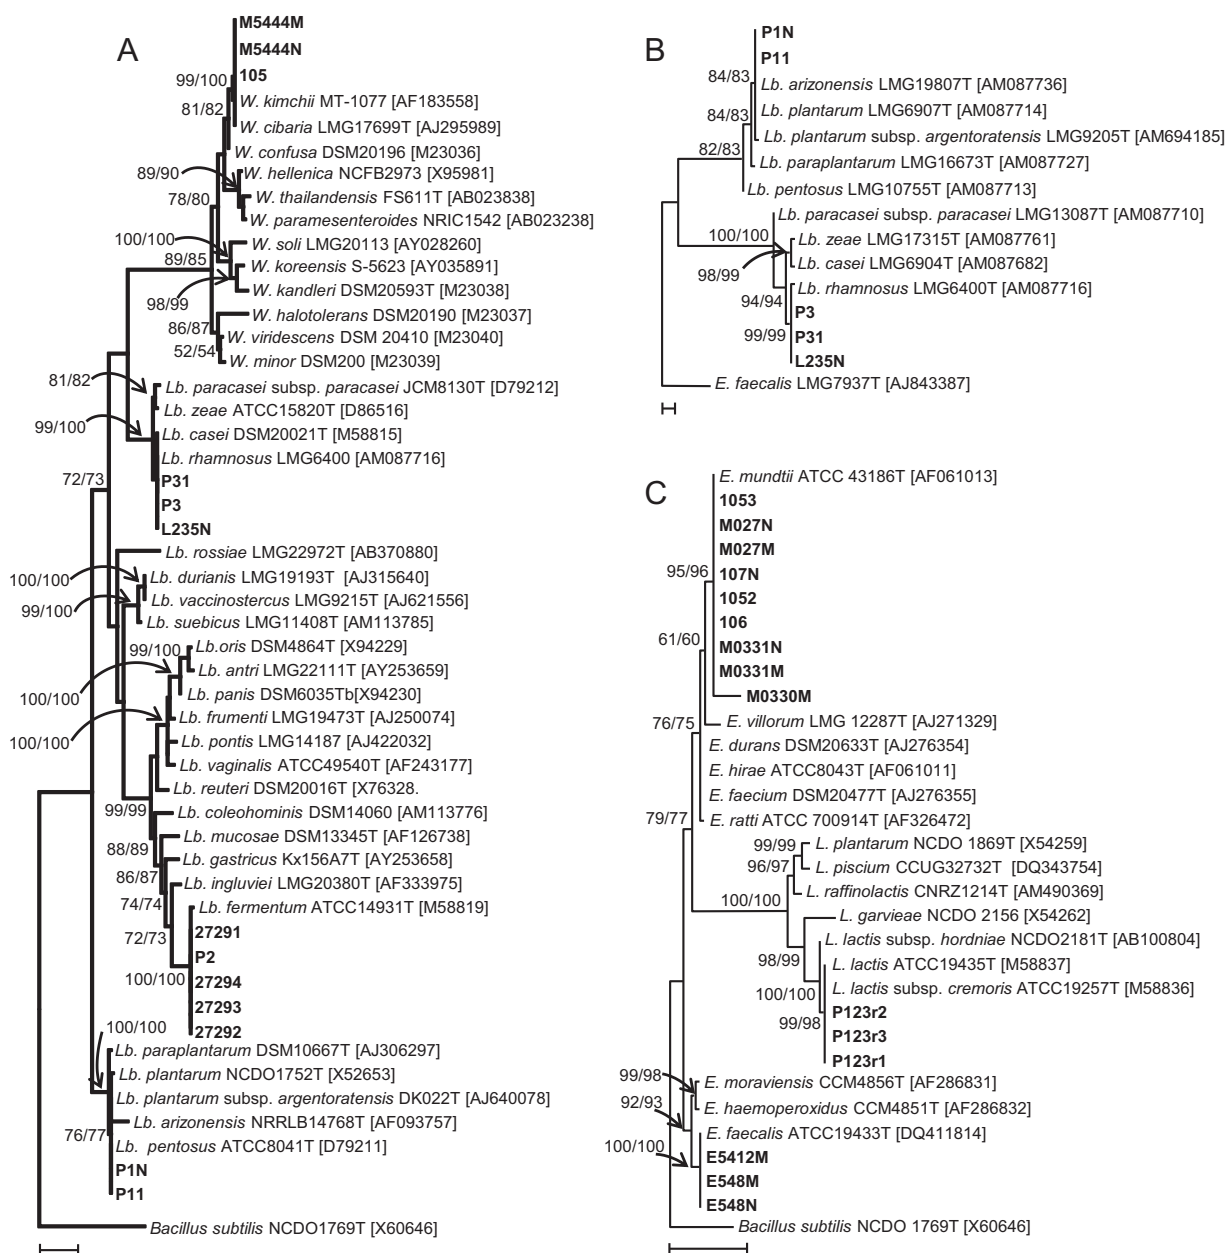 A
M5444M
M5444N
105
99/100
W. kimchii MT-1077 [AF183558]
81/82
W. cibaria LMG17699T [AJ295989]
W. confusa DSM20196 [M23036]
89/90
W. hellenica NCFB2973 [X95981]
W. thailandensis FS611T [AB023838]
78/80
W. paramesenteroides NRIC1542 [AB023238]
100/100
W. soli LMG20113 [AY028260]
89/85
W. koreensis S-5623 [AY035891]
98/99
W. kandleri DSM20593T [M23038]
W. halotolerans DSM20190 [M23037]
86/87
W. viridescens DSM 20410 [M23040]
52/54
W. minor DSM200 [M23039]
81/82
Lb. paracasei subsp. paracasei JCM8130T [D79212]
Lb. zeae ATCC15820T [D86516]
99/100
Lb. casei DSM20021T [M58815]
Lb. rhamnosus LMG6400 [AM087716]
72/73
P31
P3
L235N
Lb. rossiae LMG22972T [AB370880]
100/100
Lb. durianis LMG19193T [AJ315640]
99/100
Lb. vaccinostercus LMG9215T [AJ621556]
Lb. suebicus LMG11408T [AM113785]
99/100
Lb.oris DSM4864T [X94229]
Lb. antri LMG22111T [AY253659]
100/100
Lb. panis DSM6035Tb[X94230]
Lb. frumenti LMG19473T [AJ250074]
100/100
Lb. pontis LMG14187 [AJ422032]
Lb. vaginalis ATCC49540T [AF243177]
Lb. reuteri DSM20016T [X76328.
99/99
Lb. coleohominis DSM14060 [AM113776]
Lb. mucosae DSM13345T [AF126738]
88/89
Lb. gastricus Kx156A7T [AY253658]
86/87
Lb. ingluviei LMG20380T [AF333975]
74/74
Lb. fermentum ATCC14931T [M58819]
72/73
27291
P2
100/100
27294
27293
27292
100/100
Lb. paraplantarum DSM10667T [AJ306297]
Lb. plantarum NCDO1752T [X52653]
Lb. plantarum subsp. argentoratensis DK022T [AJ640078]
Lb. arizonensis NRRLB14768T [AF093757]
76/77
Lb. pentosus ATCC8041T [D79211]
P1N
P11
Bacillus subtilis NCDO1769T [X60646]
B
P1N
P11
84/83
Lb. arizonensis LMG19807T [AM087736]
84/83
Lb. plantarum LMG6907T [AM087714]
Lb. plantarum subsp. argentoratensis LMG9205T [AM694185]
82/83
Lb. paraplantarum LMG16673T [AM087727]
Lb. pentosus LMG10755T [AM087713]
Lb. paracasei subsp. paracasei LMG13087T [AM087710]
100/100
Lb. zeae LMG17315T [AM087761]
98/99
Lb. casei LMG6904T [AM087682]
Lb. rhamnosus LMG6400T [AM087716]
94/94
P3
99/99
P31
L235N
E. faecalis LMG7937T [AJ843387]
C
E. mundtii ATCC 43186T [AF061013]
1053
M027N
M027M
95/96
107N
1052
106
61/60
M0331N
M0331M
M0330M
76/75
E. villorum LMG 12287T [AJ271329]
E. durans DSM20633T [AJ276354]
E. hirae ATCC8043T [AF061011]
E. faecium DSM20477T [AJ276355]
79/77
E. ratti ATCC 700914T [AF326472]
99/99
L. plantarum NCDO 1869T [X54259]
96/97
L. piscium CCUG32732T [DQ343754]
100/100
L. raffinolactis CNRZ1214T [AM490369]
L. garvieae NCDO 2156 [X54262]
L. lactis subsp. hordniae NCDO2181T [AB100804]
98/99
L. lactis ATCC19435T [M58837]
100/100
L. lactis subsp. cremoris ATCC19257T [M58836]
P123r2
99/98
P123r3
P123r1
99/98
E. moraviensis CCM4856T [AF286831]
92/93
E. haemoperoxidus CCM4851T [AF286832]
E. faecalis ATCC19433T [DQ411814]
100/100
E5412M
E548M
E548N
Bacillus subtilis NCDO 1769T [X60646]